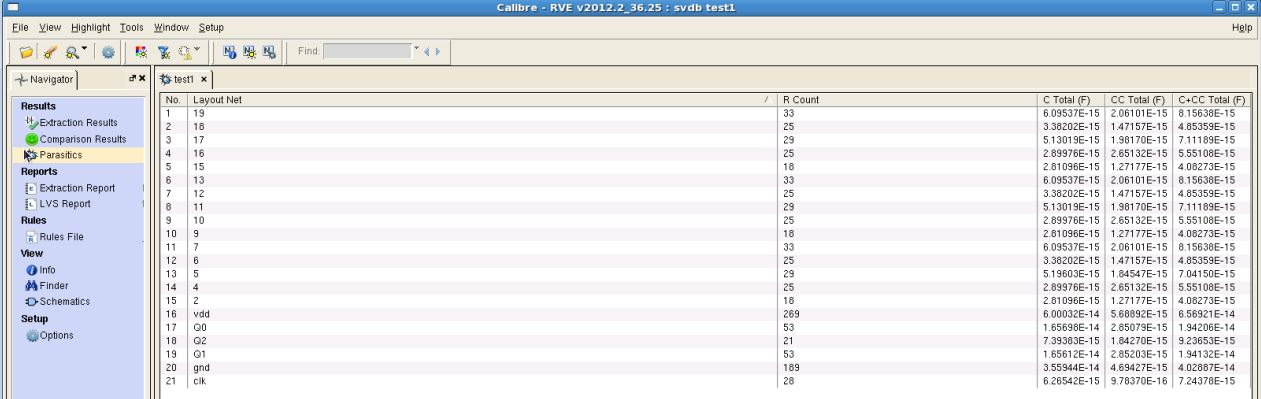 Calibre - RVE v2012.2_36.25 : svdb test1
File View Highlight Tools Window Setup Help
Find:
Navigator
test1
Results
Extraction Results
Comparison Results
Parasitics
Reports
Extraction Report
LVS Report
Rules
Rules File
View
Info
Finder
Schematics
Setup
Options
No. Layout Net R Count C Total (F) CC Total (F) C+CC Total (F)
1 19 33 6.09537E-15 2.06101E-15 8.15638E-15
2 18 25 3.38202E-15 1.47157E-15 4.85359E-15
3 17 29 5.13019E-15 1.98170E-15 7.11189E-15
4 16 25 2.89976E-15 2.65132E-15 5.55108E-15
5 15 18 2.81096E-15 1.27177E-15 4.08273E-15
6 13 33 6.09537E-15 2.06101E-15 8.15638E-15
7 12 25 3.38202E-15 1.47157E-15 4.85359E-15
8 11 29 5.13019E-15 1.98170E-15 7.11189E-15
9 10 25 2.89976E-15 2.65132E-15 5.55108E-15
10 9 18 2.81096E-15 1.27177E-15 4.08273E-15
11 7 33 6.09537E-15 2.06101E-15 8.15638E-15
12 6 25 3.38202E-15 1.47157E-15 4.85359E-15
13 5 29 5.19603E-15 1.84547E-15 7.04150E-15
14 4 25 2.89976E-15 2.65132E-15 5.55108E-15
15 2 18 2.81096E-15 1.27177E-15 4.08273E-15
16 vdd 269 6.00032E-14 5.68892E-15 6.56921E-14
17 Q0 53 1.65698E-14 2.85079E-15 1.94206E-14
18 Q2 21 7.39383E-15 1.84270E-15 9.23653E-15
19 Q1 53 1.65612E-14 2.85203E-15 1.94132E-14
20 gnd 189 3.55944E-14 4.69427E-15 4.02887E-14
21 clk 28 6.26542E-15 9.78370E-16 7.24378E-15